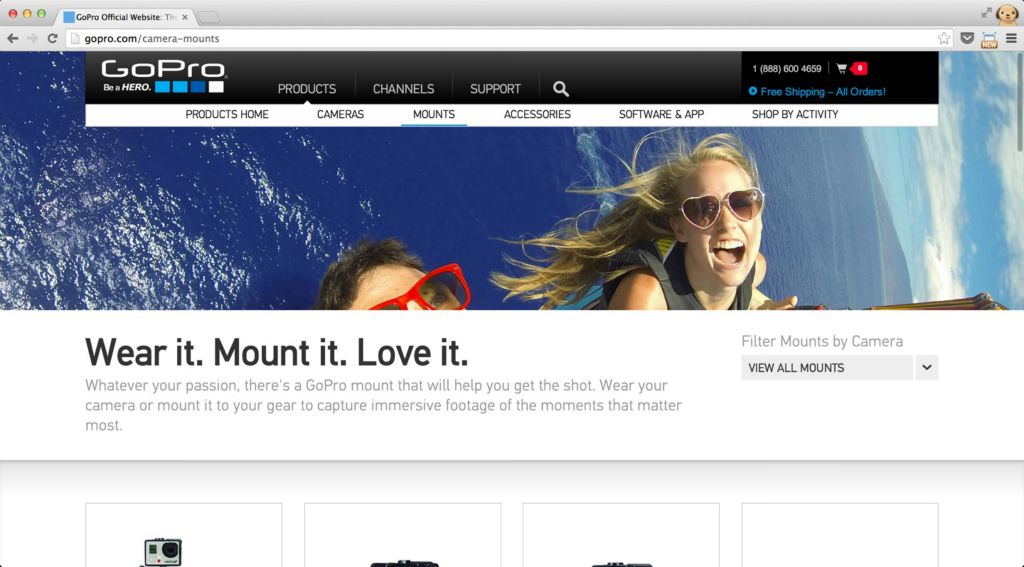 GoPro Official Website: The
gopro.com/camera-mounts
NEW
GoPro
Be a HERO.
PRODUCTS CHANNELS SUPPORT
1 (888) 600 4659 0
Free Shipping – All Orders!
PRODUCTS HOME CAMERAS MOUNTS ACCESSORIES SOFTWARE & APP SHOP BY ACTIVITY
Wear it. Mount it. Love it.
Whatever your passion, there's a GoPro mount that will help you get the shot. Wear your
camera or mount it to your gear to capture immersive footage of the moments that matter
most.
Filter Mounts by Camera
VIEW ALL MOUNTS